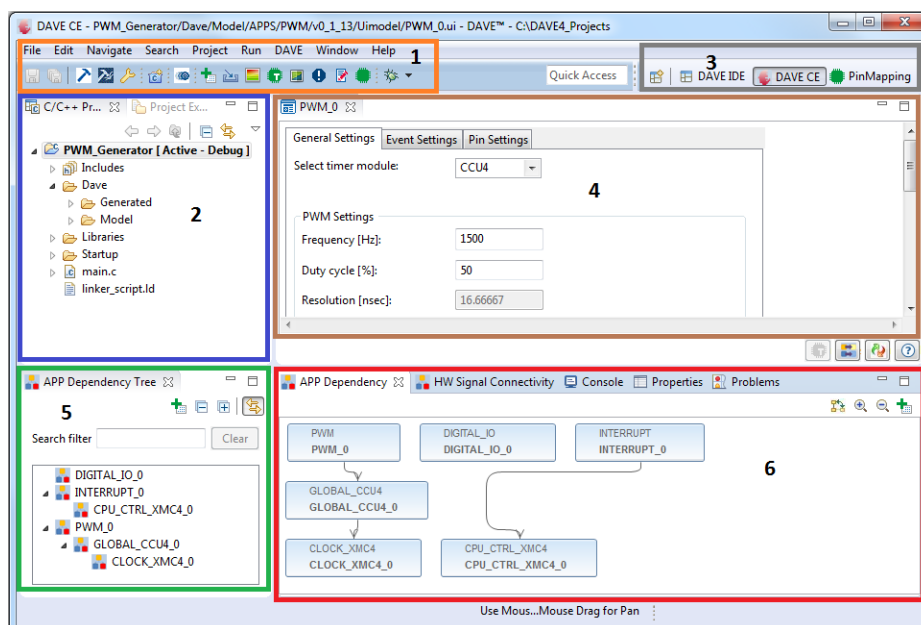 DAVE CE - PWM_Generator/Dave/Model/APPS/PWM/v0_1_13/Uimodel/PWM_0.ui - DAVE™ - C:\DAVE4_Projects
File Edit Navigate Search Project Run DAVE Window Help
1
Quick Access
3
DAVE IDE DAVE CE PinMapping
C/C++ Pr... Project Ex...
PWM_Generator [ Active - Debug ]
Includes
Dave
Generated
Model
Libraries
Startup
main.c
linker_script.ld
2
PWM_0
General Settings Event Settings Pin Settings
Select timer module: CCU4
4
PWM Settings
Frequency [Hz]: 1500
Duty cycle [%]: 50
Resolution [nsec]: 16.66667
APP Dependency Tree
5
Search filter Clear
DIGITAL_IO_0
INTERRUPT_0
CPU_CTRL_XMC4_0
PWM_0
GLOBAL_CCU4_0
CLOCK_XMC4_0
APP Dependency HW Signal Connectivity Console Properties Problems
PWM
PWM_0
DIGITAL_IO
DIGITAL_IO_0
INTERRUPT
INTERRUPT_0
6
GLOBAL_CCU4
GLOBAL_CCU4_0
CLOCK_XMC4
CLOCK_XMC4_0
CPU_CTRL_XMC4
CPU_CTRL_XMC4_0
Use Mous...Mouse Drag for Pan